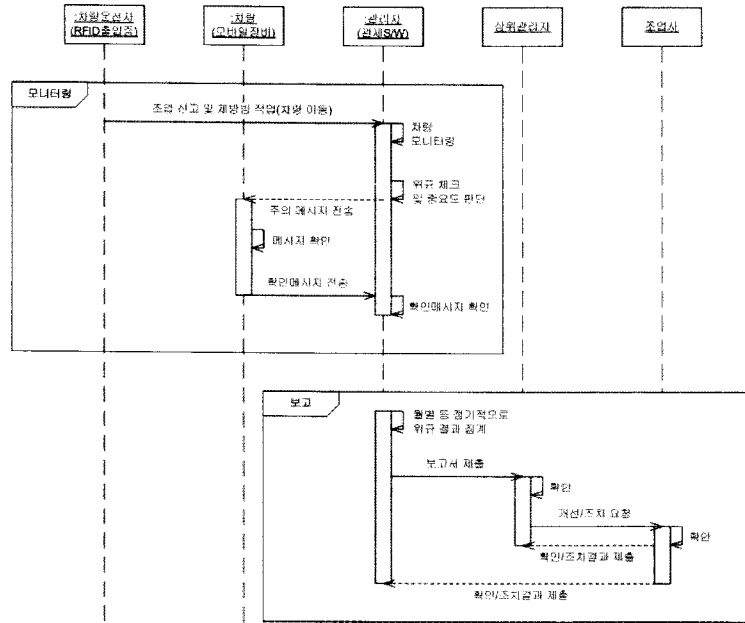 :차량운전자
(RFID출입증)
:차량
(모바일장비)
:관리자
(관제S/W)
상위관리자
조업사
모니터링
조업 신고 및 제방빙 작업(차량 이동)
차량
모니터링
위규 체크
및 중요도 판단
주의 메시지 전송
메시지 확인
확인메시지 전송
확인메시지 확인
보고
월별 등 정기적으로
위규 결과 집계
보고서 제출
확인
개선/조치 요청
확인
확인/조치결과 제출
확인/조치결과 제출